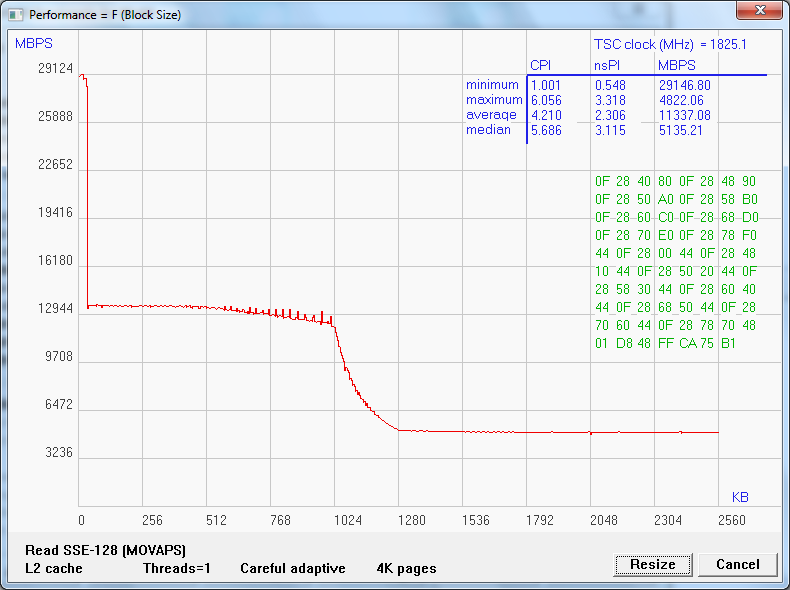 Performance = F (Block Size)
MBPS
TSC clock (MHz) = 1825.1
CPI nsPI MBPS
minimum 1.001 0.548 29146.80
maximum 6.056 3.318 4822.06
average 4.210 2.306 11337.08
median 5.686 3.115 5135.21
29124
25888
22652
19416
16180
12944
9708
6472
3236
0F 28 40 80 0F 28 48 90
0F 28 50 A0 0F 28 58 B0
0F 28 60 C0 0F 28 68 D0
0F 28 70 E0 0F 28 78 F0
44 0F 28 00 44 0F 28 48
10 44 0F 28 50 20 44 0F
28 58 30 44 0F 28 60 40
44 0F 28 68 50 44 0F 28
70 60 44 0F 28 78 70 48
01 D8 48 FF CA 75 B1
KB
0 256 512 768 1024 1280 1536 1792 2048 2304 2560
Read SSE-128 (MOVAPS)
L2 cache Threads=1 Careful adaptive 4K pages
Resize Cancel